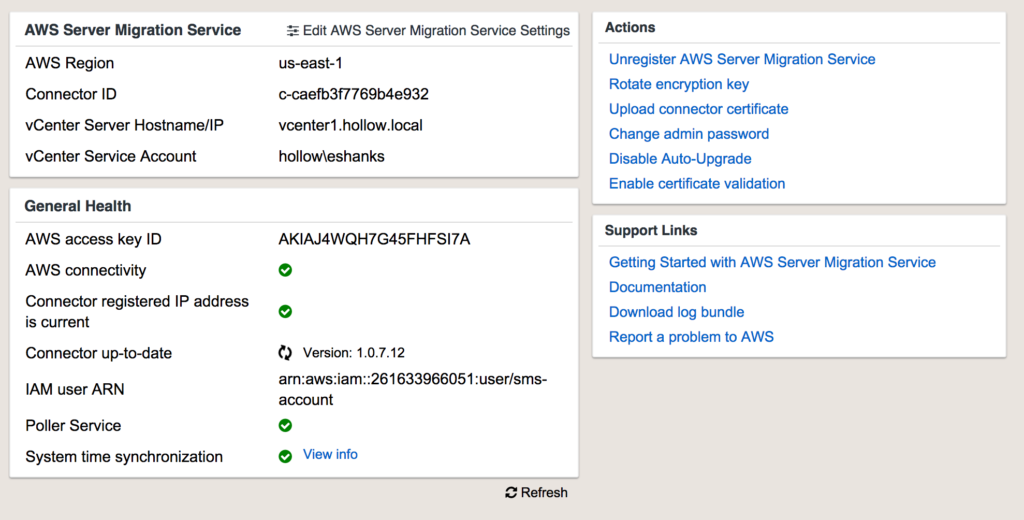 AWS Server Migration Service
Edit AWS Server Migration Service Settings
AWS Region us-east-1
Connector ID c-caefb3f7769b4e932
vCenter Server Hostname/IP vcenter1.hollow.local
vCenter Service Account hollow\eshanks
General Health
AWS access key ID AKIAJ4WQH7G45FHFSI7A
AWS connectivity
Connector registered IP address
is current
Connector up-to-date Version: 1.0.7.12
IAM user ARN arn:aws:iam::261633966051:user/sms-
account
Poller Service
System time synchronization View info
Refresh
Actions
Unregister AWS Server Migration Service
Rotate encryption key
Upload connector certificate
Change admin password
Disable Auto-Upgrade
Enable certificate validation
Support Links
Getting Started with AWS Server Migration Service
Documentation
Download log bundle
Report a problem to AWS